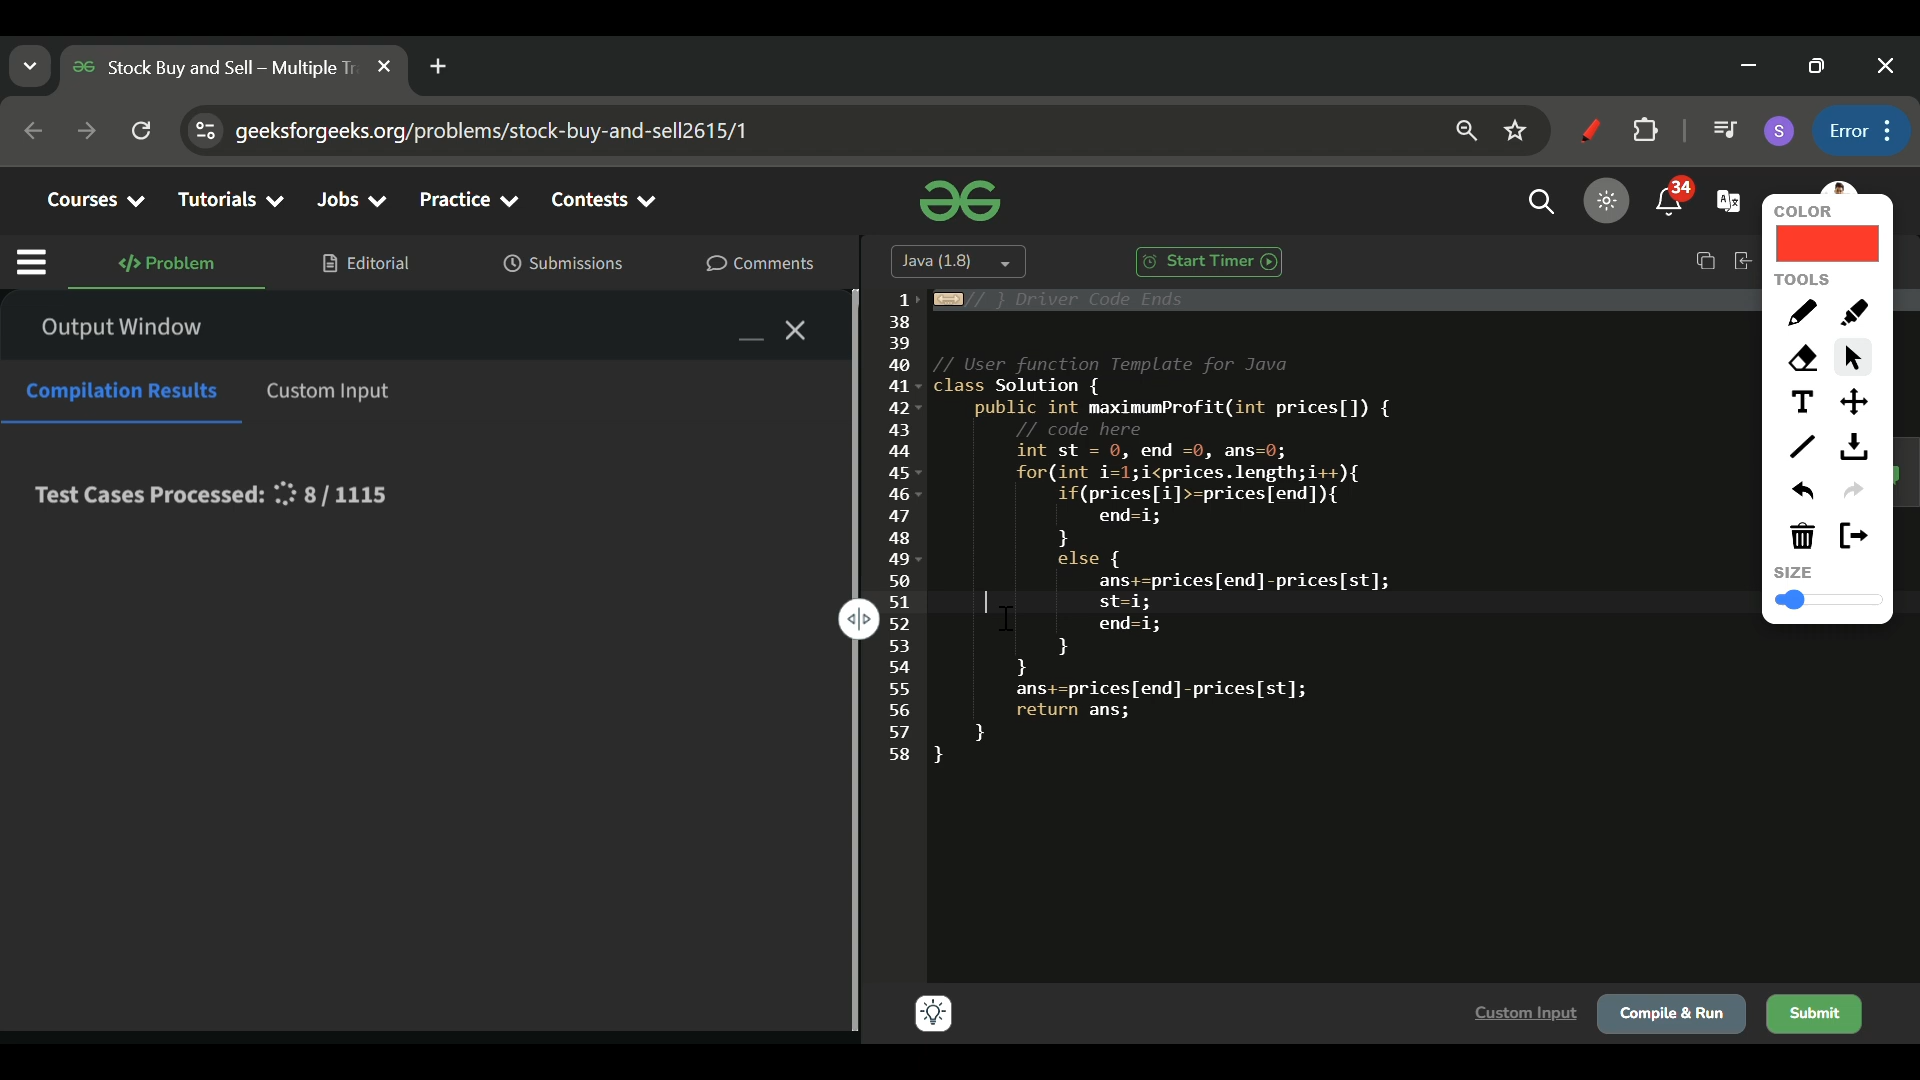 Stock Buy and Sell – Multiple Tr
geeksforgeeks.org/problems/stock-buy-and-sell2615/1
S
Error
Courses
Tutorials
Jobs
Practice
Contests
34
COLOR
TOOLS
T
SIZE
</> Problem
Editorial
Submissions
Comments
Java (1.8)
Start Timer
Output Window
Compilation Results
Custom Input
Test Cases Processed: 8 / 1115
1 // } Driver Code Ends
38
39
40 // User function Template for Java
41 class Solution {
42 public int maximumProfit(int prices[]) {
43 // code here
44 int st = 0, end =0, ans=0;
45 for(int i=1;i<prices.length;i++){
46 if(prices[i]>=prices[end]){
47 end=i;
48 }
49 else {
50 ans+=prices[end]-prices[st];
51 st=i;
52 end=i;
53 }
54 }
55 ans+=prices[end]-prices[st];
56 return ans;
57 }
58 }
Custom Input
Compile & Run
Submit